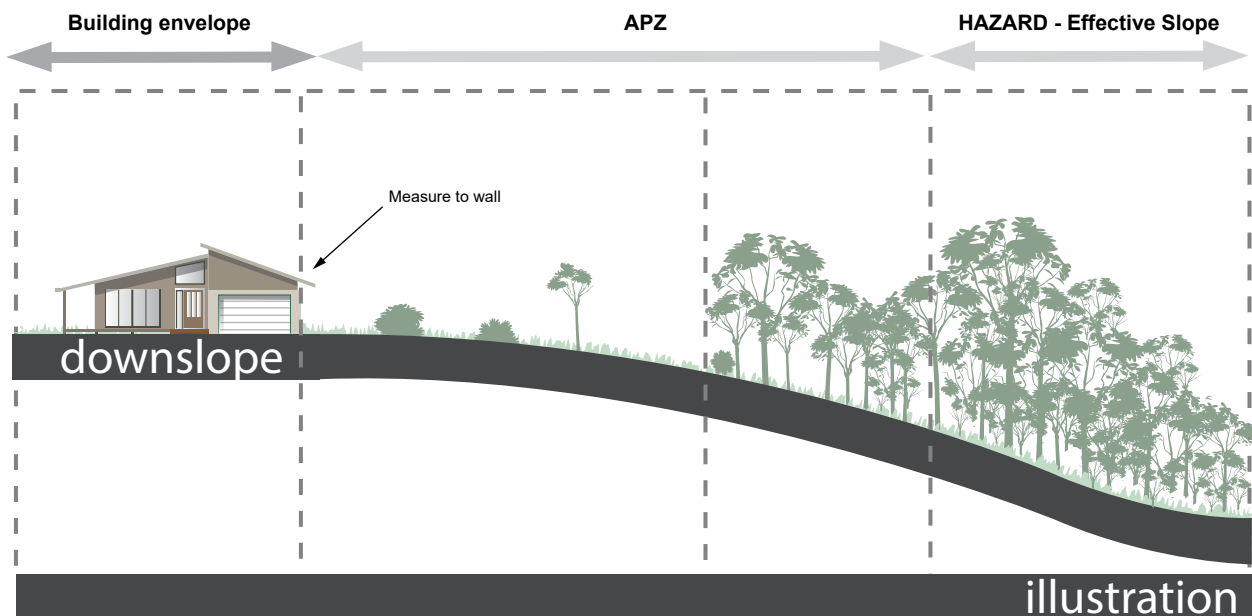 Building envelope
APZ
HAZARD - Effective Slope
Measure to wall
downslope
illustration